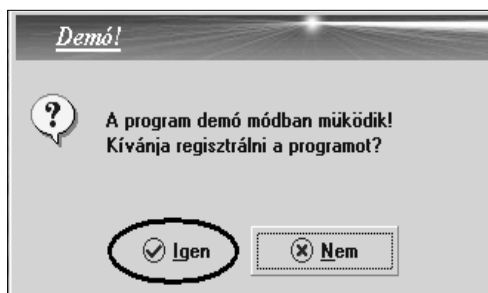 Demó!
A program demó módban müködik!
Kívánja regisztrálni a programot?
Igen
Nem